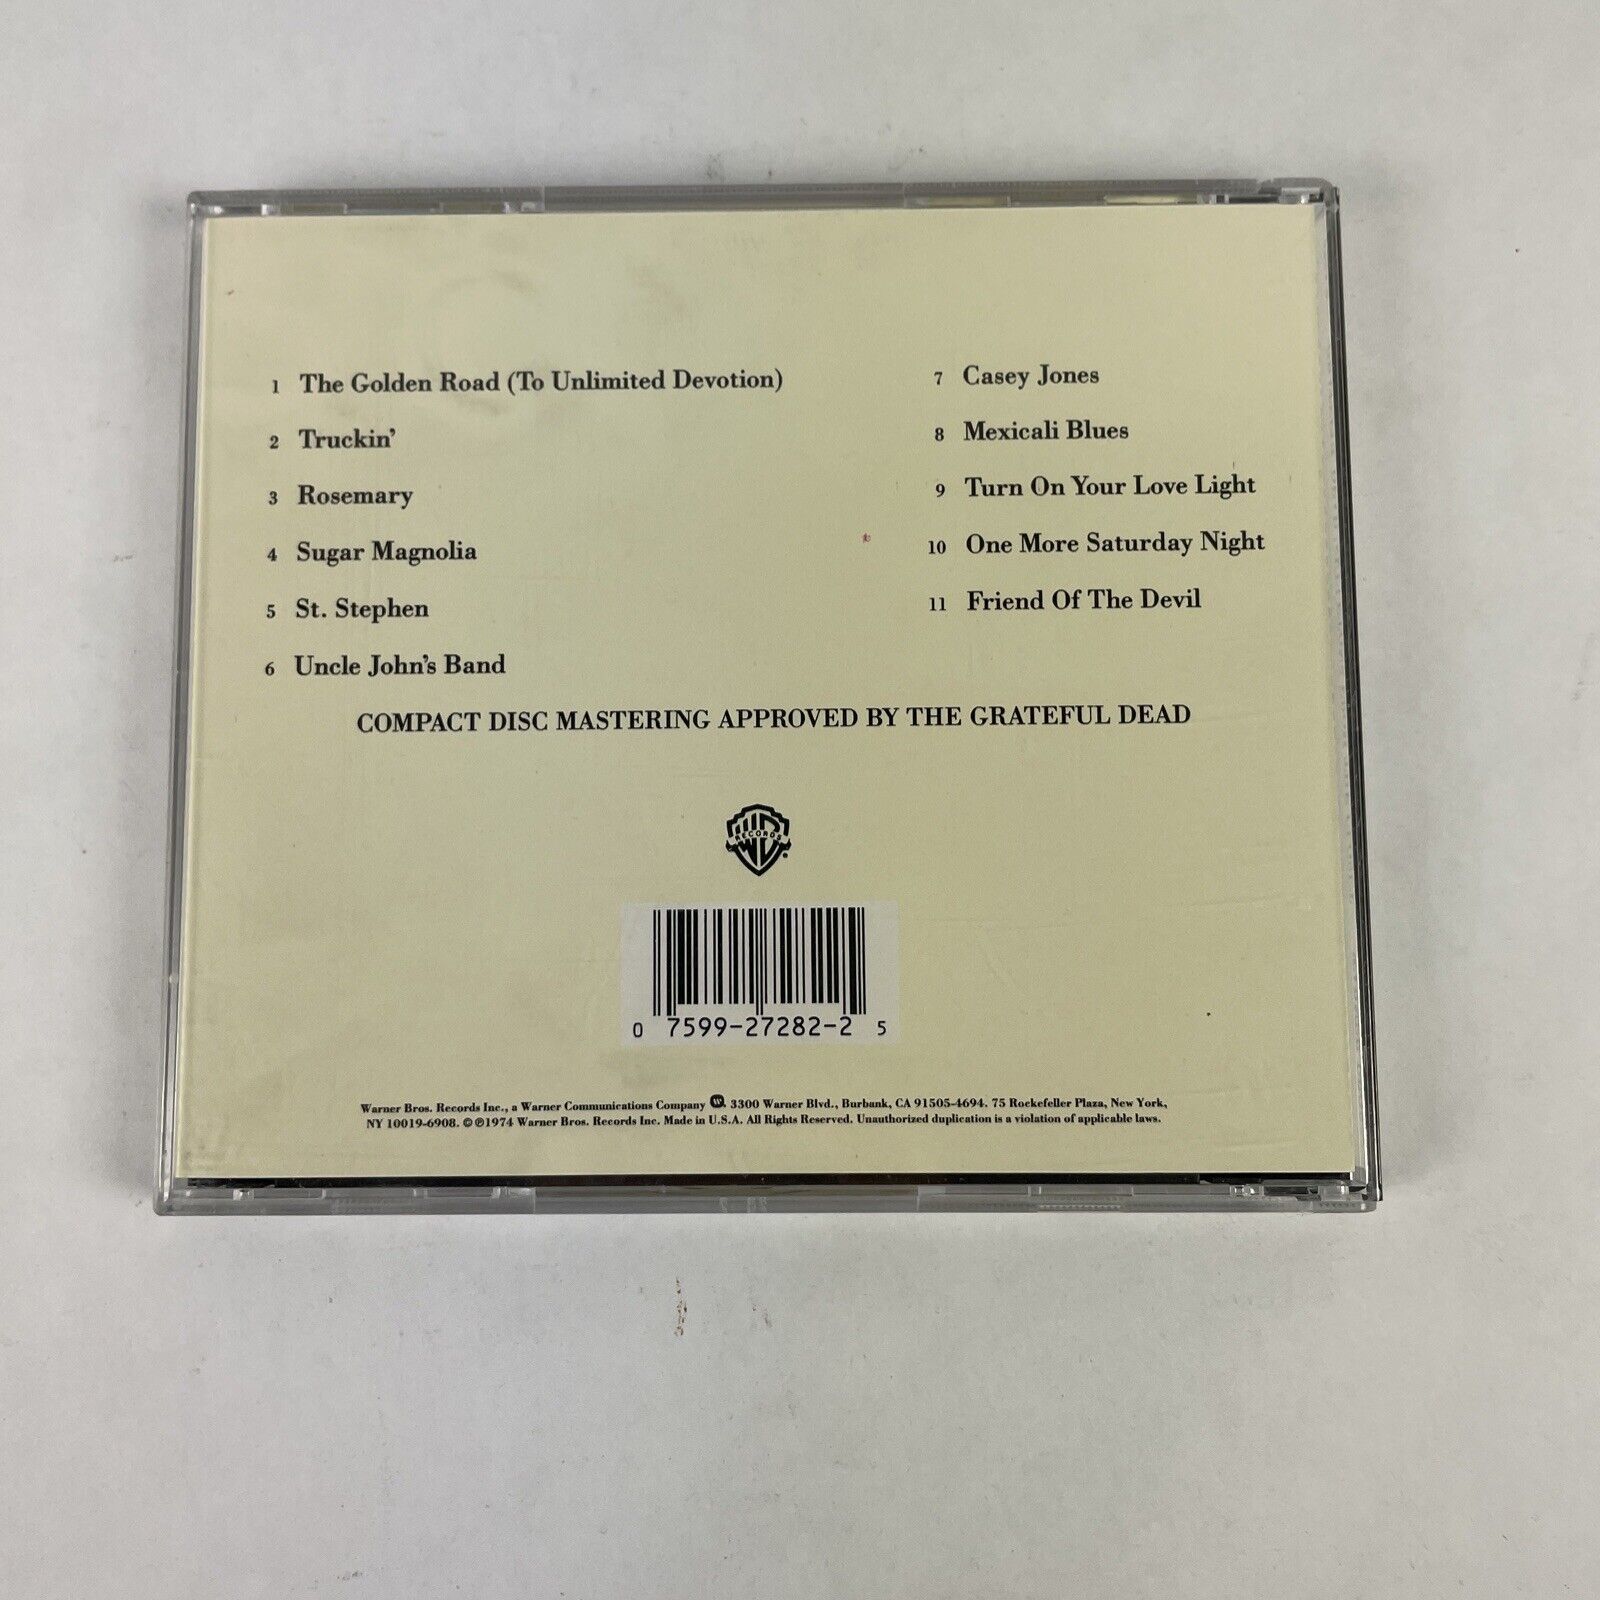 1 The Golden Road (To Unlimited Devotion)
2 Truckin'
3 Rosemary
4 Sugar Magnolia
5 St. Stephen
6 Uncle John's Band
7 Casey Jones
8 Mexicali Blues
9 Turn On Your Love Light
10 One More Saturday Night
11 Friend Of The Devil
COMPACT DISC MASTERING APPROVED BY THE GRATEFUL DEAD
WB
RECORDS
®
0 7599-27282-2 5
Warner Bros. Records Inc., a Warner Communications Company W. 3300 Warner Blvd., Burbank, CA 91505-4694. 75 Rockefeller Plaza, New York,
NY 10019-6908. ©℗1974 Warner Bros. Records Inc. Made in U.S.A. All Rights Reserved. Unauthorized duplication is a violation of applicable laws.